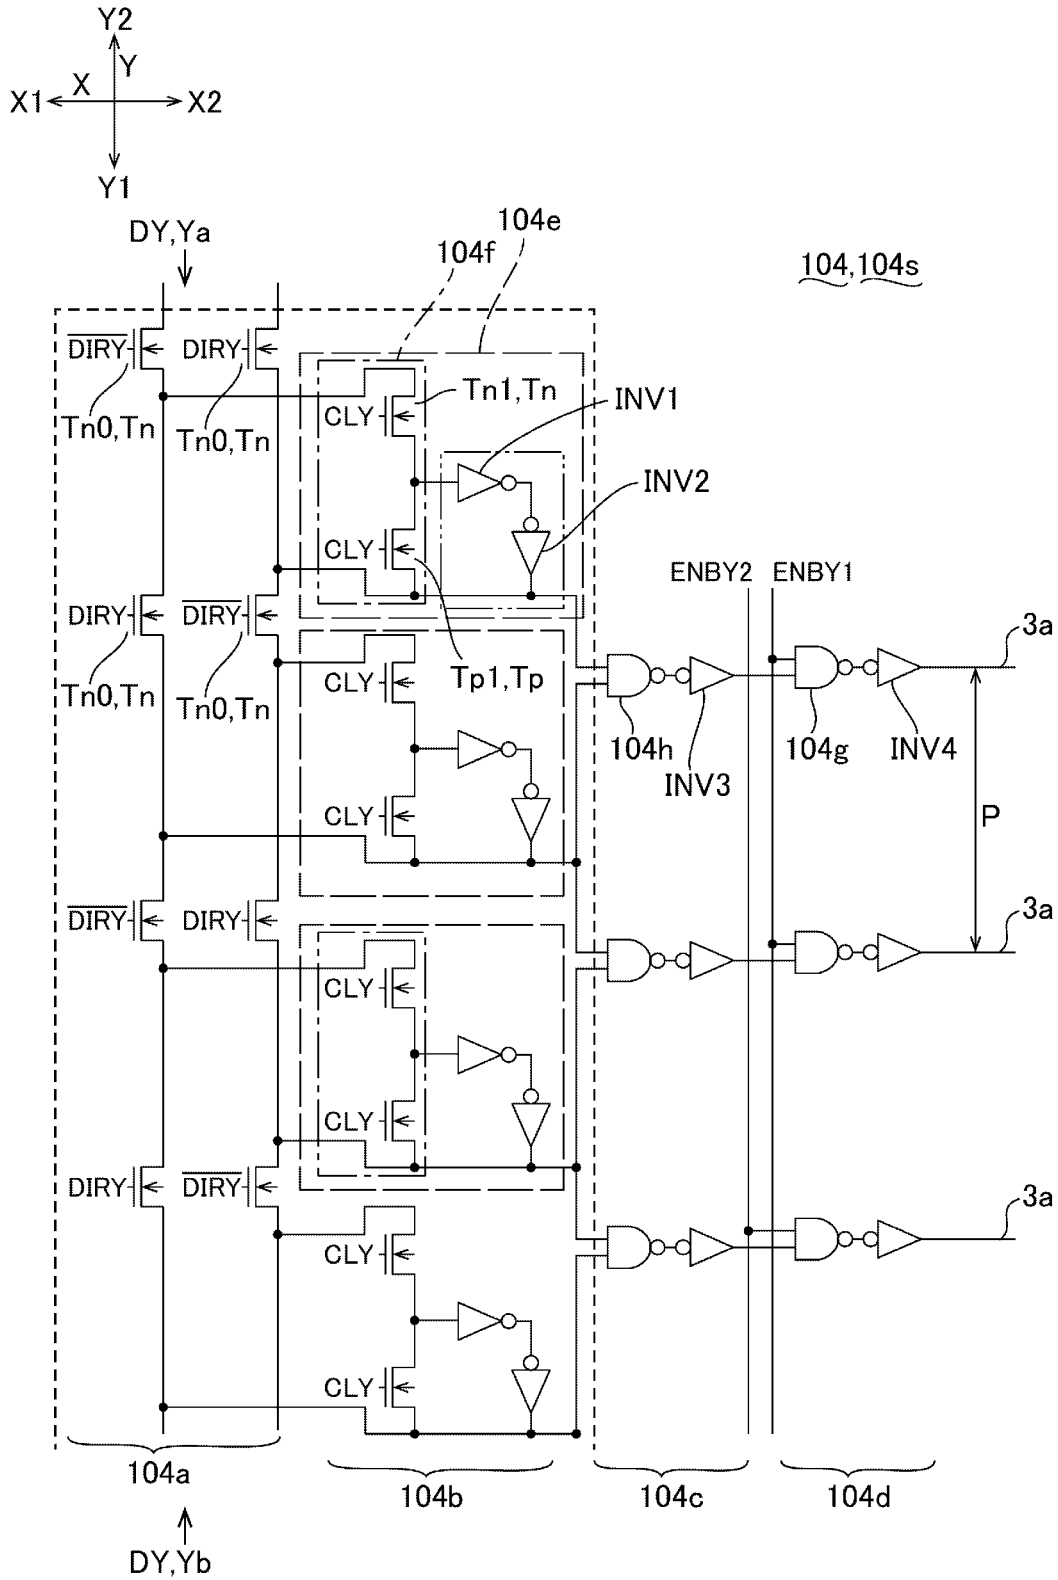 Y2
Y
X
X1
X2
Y1
DY,Ya
104f
104e
104,104s
DIRY
DIRY
Tn0,Tn
Tn0,Tn
CLY
Tn1,Tn
INV1
INV2
CLY
ENBY2
ENBY1
DIRY
DIRY
3a
CLY
Tp1,Tp
Tn0,Tn
Tn0,Tn
104h
INV3
104g
INV4
CLY
P
DIRY
DIRY
3a
CLY
CLY
DIRY
DIRY
3a
CLY
CLY
104a
104b
104c
104d
DY,Yb